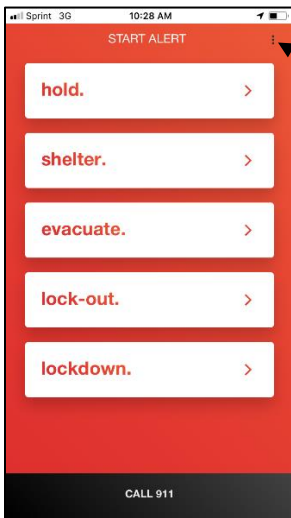 Sprint 3G 10:28 AM
START ALERT
hold.
shelter.
evacuate.
lock-out.
lockdown.
CALL 911